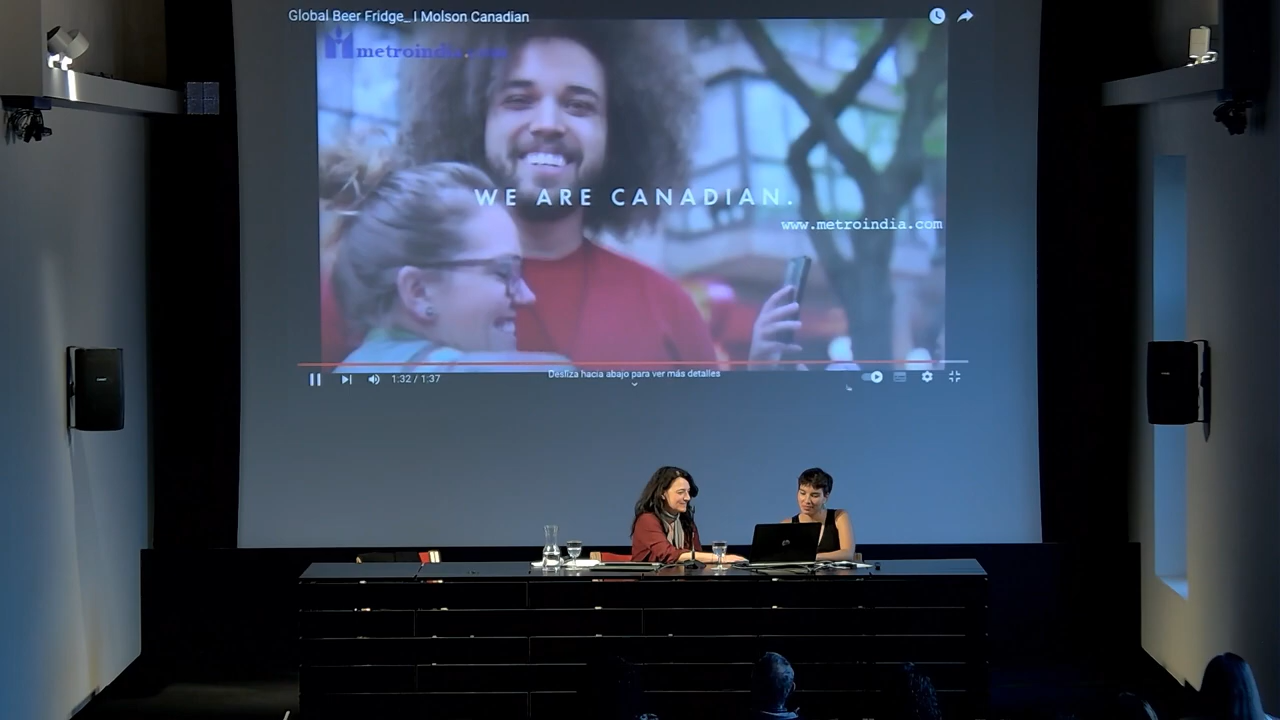 Global Beer Fridge_ | Molson Canadian
metroindia.com
WE ARE CANADIAN.
www.metroindia.com
1:32 / 1:37
Desliza hacia abajo para ver más detalles